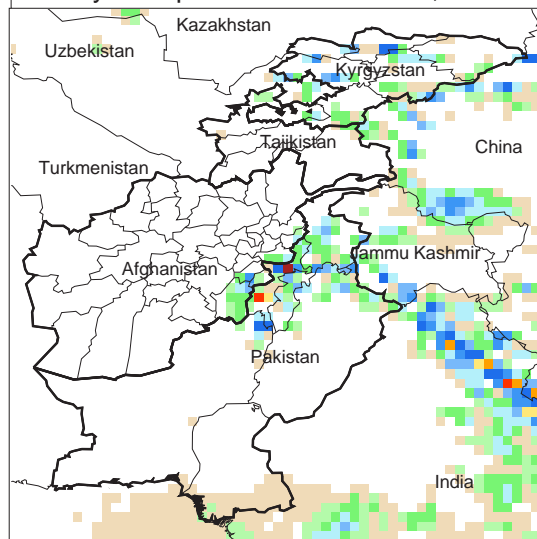 Kazakhstan
Uzbekistan
Kyrgyzstan
Tajikistan
China
Turkmenistan
Jammu Kashmir
Afghanistan
Pakistan
India